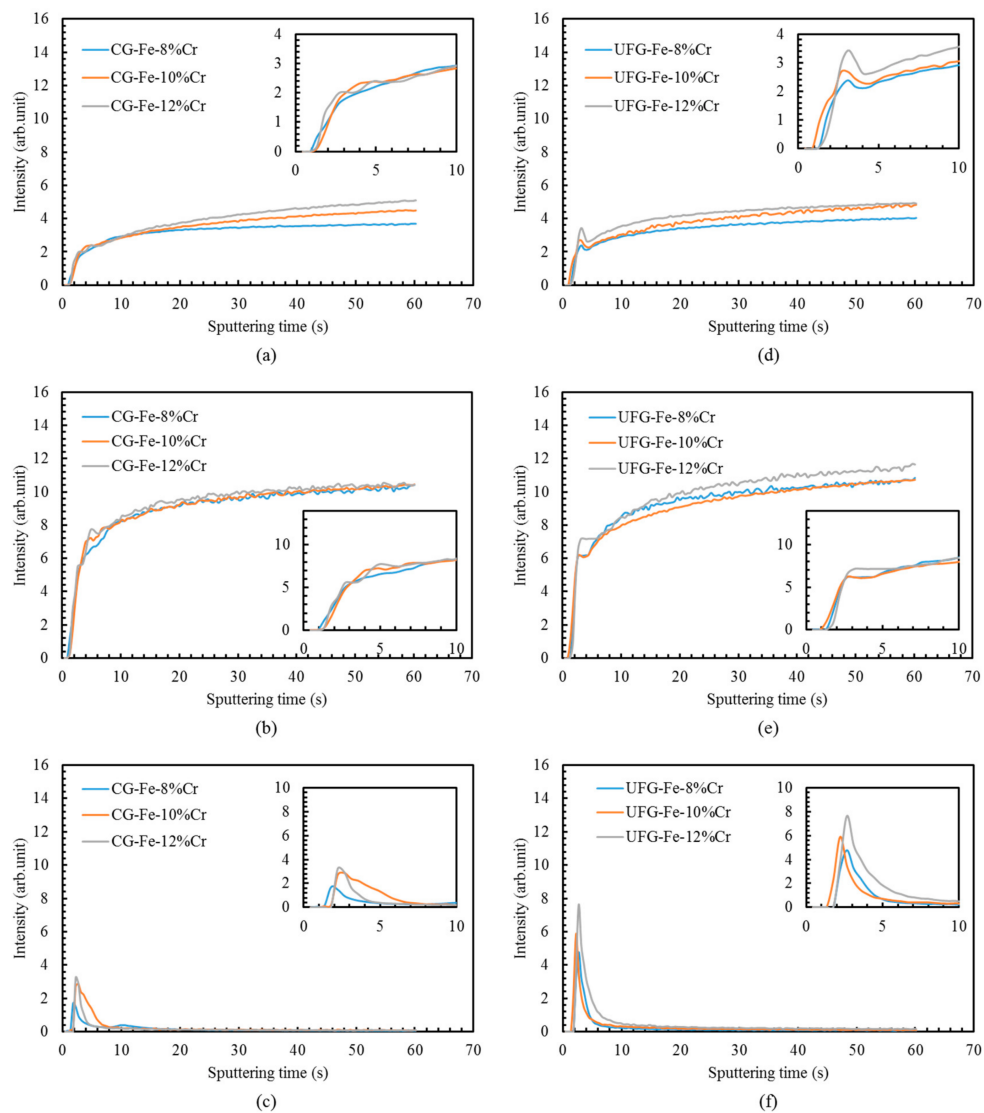 16
14
12
10
8
6
4
2
0
Intensity (arb.unit)
CG-Fe-8%Cr
CG-Fe-10%Cr
CG-Fe-12%Cr
4
3
2
1
0
0 5 10
0 10 20 30 40 50 60 70
Sputtering time (s)
(a)
16
14
12
10
8
6
4
2
0
Intensity (arb.unit)
UFG-Fe-8%Cr
UFG-Fe-10%Cr
UFG-Fe-12%Cr
4
3
2
1
0
0 5 10
0 10 20 30 40 50 60 70
Sputtering time (s)
(d)
16
14
12
10
8
6
4
2
0
Intensity (arb.unit)
CG-Fe-8%Cr
CG-Fe-10%Cr
CG-Fe-12%Cr
10
5
0
0 5 10
0 10 20 30 40 50 60 70
Sputtering time (s)
(b)
16
14
12
10
8
6
4
2
0
Intensity (arb.unit)
UFG-Fe-8%Cr
UFG-Fe-10%Cr
UFG-Fe-12%Cr
10
5
0
0 5 10
0 10 20 30 40 50 60 70
Sputtering time (s)
(e)
16
14
12
10
8
6
4
2
0
Intensity (arb.unit)
CG-Fe-8%Cr
CG-Fe-10%Cr
CG-Fe-12%Cr
10
8
6
4
2
0
0 5 10
0 10 20 30 40 50 60 70
Sputtering time (s)
(c)
16
14
12
10
8
6
4
2
0
Intensity (arb.unit)
UFG-Fe-8%Cr
UFG-Fe-10%Cr
UFG-Fe-12%Cr
10
8
6
4
2
0
0 5 10
0 10 20 30 40 50 60 70
Sputtering time (s)
(f)